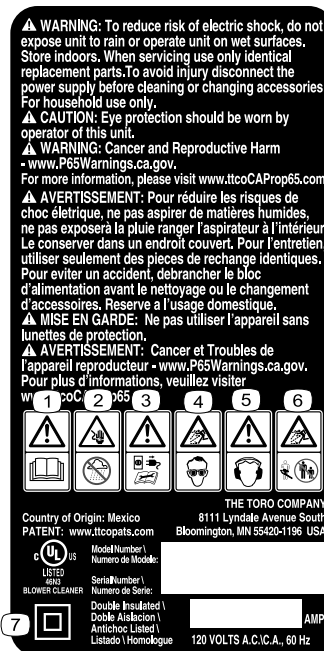 ⚠ WARNING: To reduce risk of electric shock, do not
expose unit to rain or operate unit on wet surfaces.
Store indoors. When servicing use only identical
replacement parts.To avoid injury disconnect the
power supply before cleaning or changing accessories
For household use only.
⚠ CAUTION: Eye protection should be worn by
operator of this unit.
⚠ WARNING: Cancer and Reproductive Harm
- www.P65Warnings.ca.gov.
For more information, please visit www.ttcoCAProp65.com
⚠ AVERTISSEMENT: Pour réduire les risques de
choc életrique, ne pas aspirer de matières humides,
ne pas exposerà la pluie ranger l'aspirateur à l'intérieur
Le conserver dans un endroit couvert. Pour l'entretien,
utiliser seulement des pieces de rechange identiques.
Pour eviter un accident, debrancher le bloc
d'alimentation avant le nettoyage ou le changement
d'accessoires. Reserve a l'usage domestique.
⚠ MISE EN GARDE: Ne pas utiliser l'appareil sans
lunettes de protection.
⚠ AVERTISSEMENT: Cancer et Troubles de
l'appareil reproducteur - www.P65Warnings.ca.gov.
Pour plus d'informations, veuillez visiter
1 2 3 4 5 6
THE TORO COMPANY
Country of Origin: Mexico 8111 Lyndale Avenue South
PATENT: www.ttcopats.com Bloomington, MN 55420-1196 USA
C UL US
LISTED
46N3
BLOWER CLEANER
Model Number \
Numero de Modele:
SerialNumber \
Numero de Serie:
7
Double Insulated \
Doble Aislacion \
Antichoc Listed \
Listado \ Homologue
AMP
120 VOLTS A.C.\C.A., 60 Hz